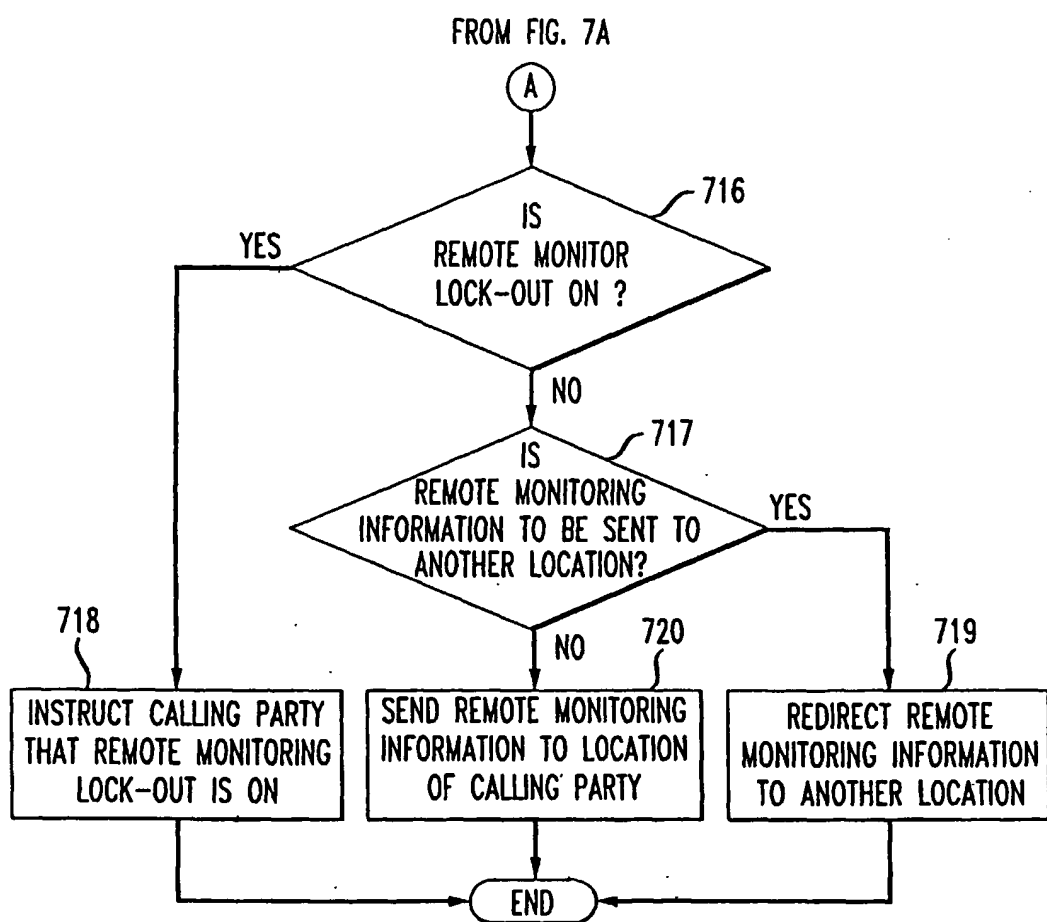 FROM FIG. 7A
A
716
IS
REMOTE MONITOR
LOCK-OUT ON ?
YES
NO
717
IS
REMOTE MONITORING
INFORMATION TO BE SENT TO
ANOTHER LOCATION?
YES
NO
718
INSTRUCT CALLING PARTY
THAT REMOTE MONITORING
LOCK-OUT IS ON
720
SEND REMOTE MONITORING
INFORMATION TO LOCATION
OF CALLING PARTY
719
REDIRECT REMOTE
MONITORING INFORMATION
TO ANOTHER LOCATION
END